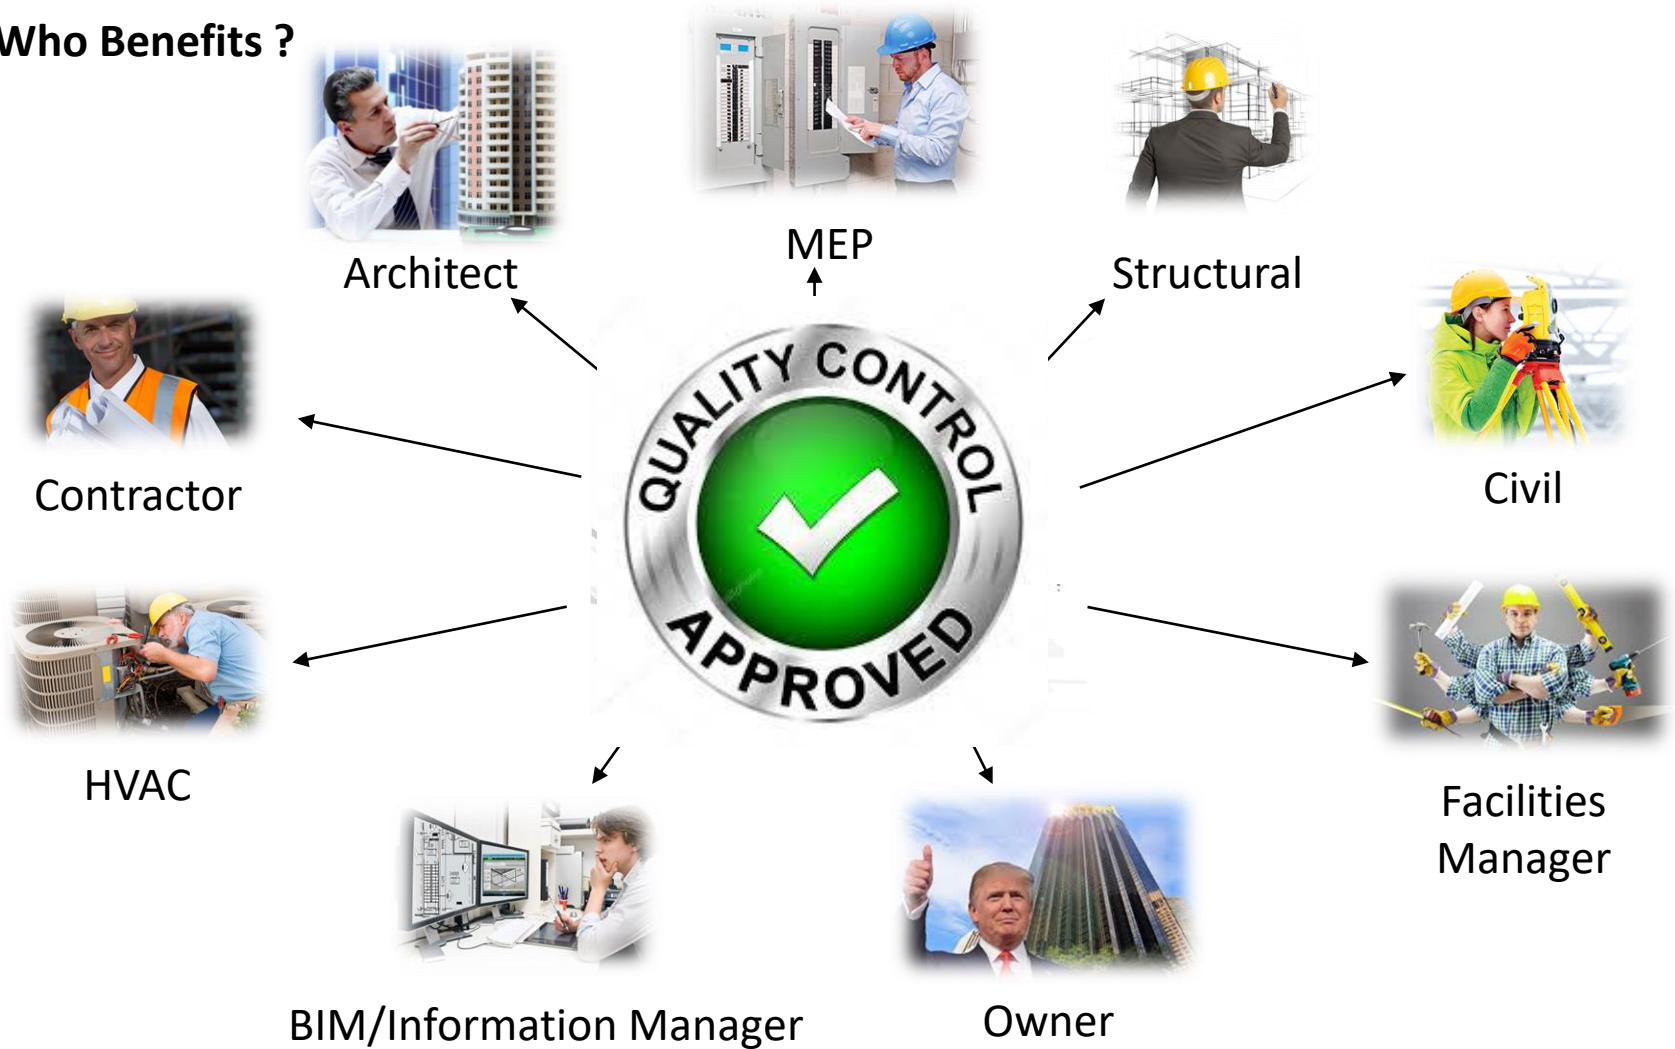 Who Benefits ?
Architect
MEP
Structural
Contractor
QUALITY CONTROL
APPROVED
Civil
HVAC
Facilities
Manager
BIM/Information Manager
Owner